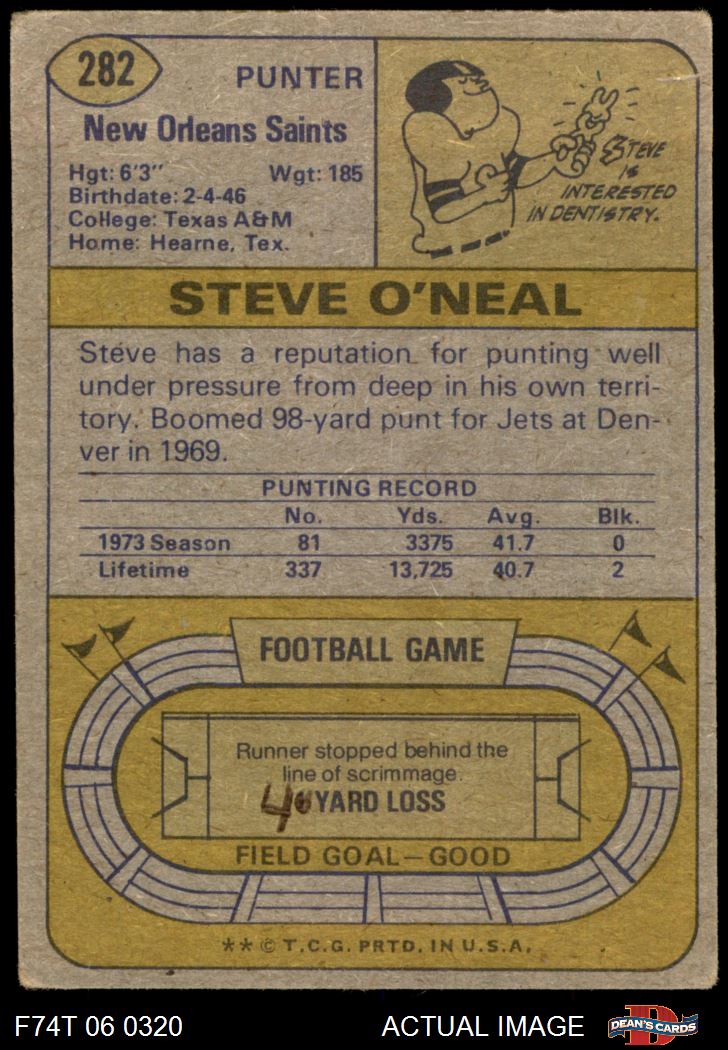 282
PUNTER
New Orleans Saints
Hgt: 6'3" Wgt: 185
Birthdate: 2-4-46
College: Texas A&M
Home: Hearne, Tex.
STEVE
IS
INTERESTED
IN DENTISTRY.
STEVE O'NEAL
Steve has a reputation for punting well
under pressure from deep in his own terri-
tory. Boomed 98-yard punt for Jets at Den-
ver in 1969.
PUNTING RECORD
No. Yds. Avg. Blk.
1973 Season 81 3375 41.7 0
Lifetime 337 13,725 40.7 2
FOOTBALL GAME
Runner stopped behind the
line of scrimmage.
YARD LOSS
FIELD GOAL—GOOD
** © T.C.G. PRTD. IN U.S.A.
F74T 06 0320 ACTUAL IMAGE
DEAN'S CARDS